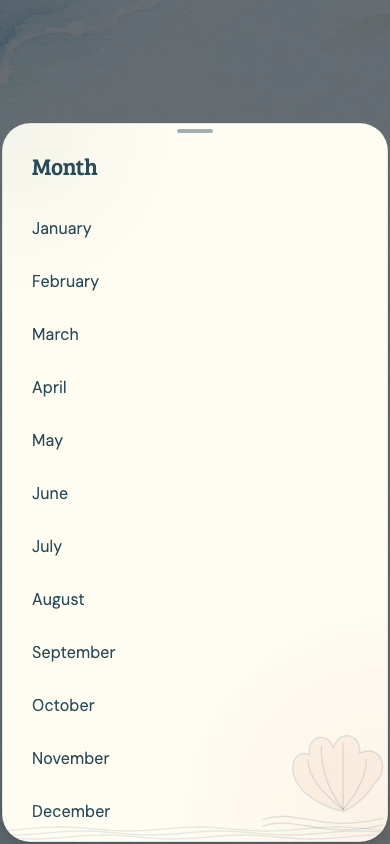 Month
January
February
March
April
May
June
July
August
September
October
November
December